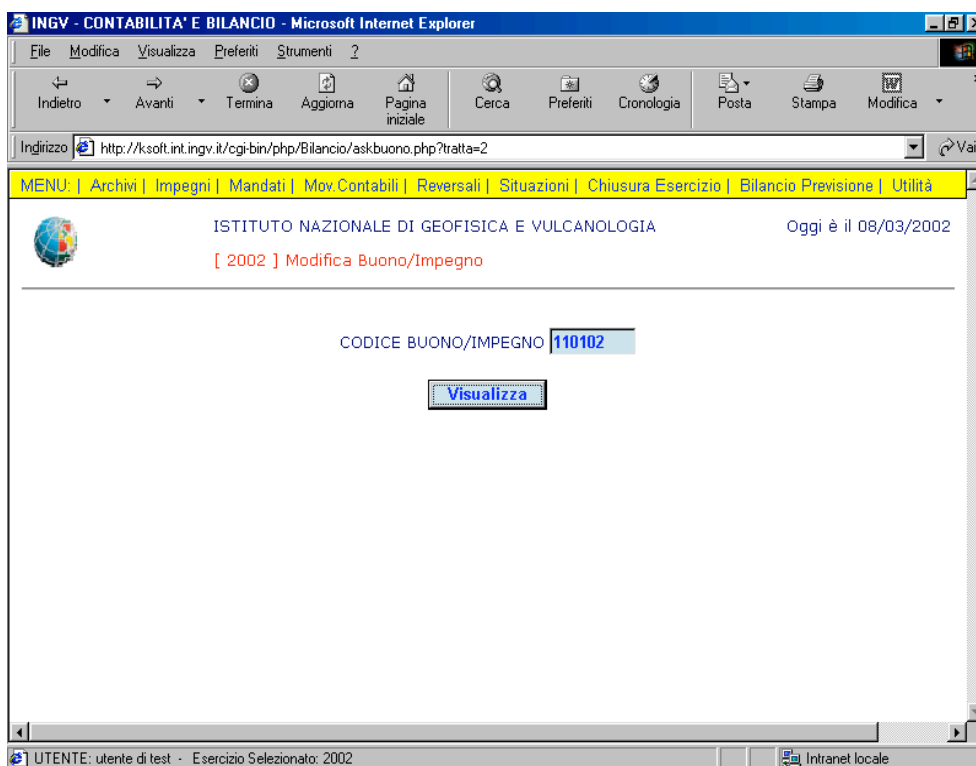 INGV - CONTABILITA' E BILANCIO - Microsoft Internet Explorer
File Modifica Visualizza Preferiti Strumenti ?
Indietro Avanti Termina Aggiorna Pagina iniziale Cerca Preferiti Cronologia Posta Stampa Modifica
Indirizzo http://ksoft.int.ingv.it/cgi-bin/php/Bilancio/askbuono.php?tratta=2 Vai
MENU: | Archivi | Impegni | Mandati | Mov.Contabili | Reversali | Situazioni | Chiusura Esercizio | Bilancio Previsione | Utilità
ISTITUTO NAZIONALE DI GEOFISICA E VULCANOLOGIA Oggi è il 08/03/2002
[ 2002 ] Modifica Buono/Impegno
CODICE BUONO/IMPEGNO 110102
Visualizza
UTENTE: utente di test - Esercizio Selezionato: 2002 Intranet locale